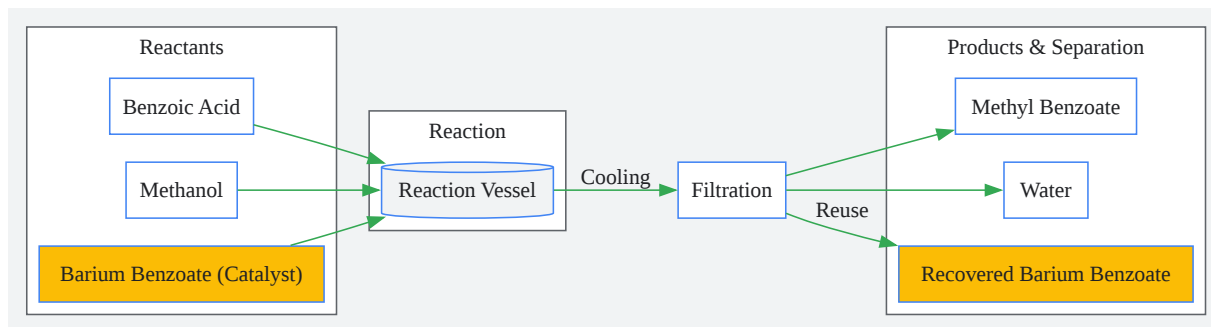 Reactants
Benzoic Acid
Methanol
Barium Benzoate (Catalyst)
Reaction
Reaction Vessel
Cooling
Filtration
Reuse
Products & Separation
Methyl Benzoate
Water
Recovered Barium Benzoate